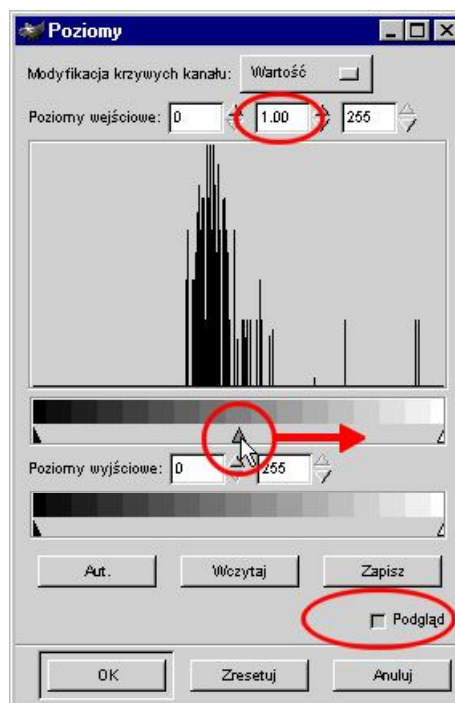 Poziomy
Modyfikacja krzywych kanału: Wartość
Poziomy wejściowe: 0 1.00 255
Poziomy wyjściowe: 0 255
Aut. Wczytaj Zapisz
Podgląd
OK Zresetuj Anuluj